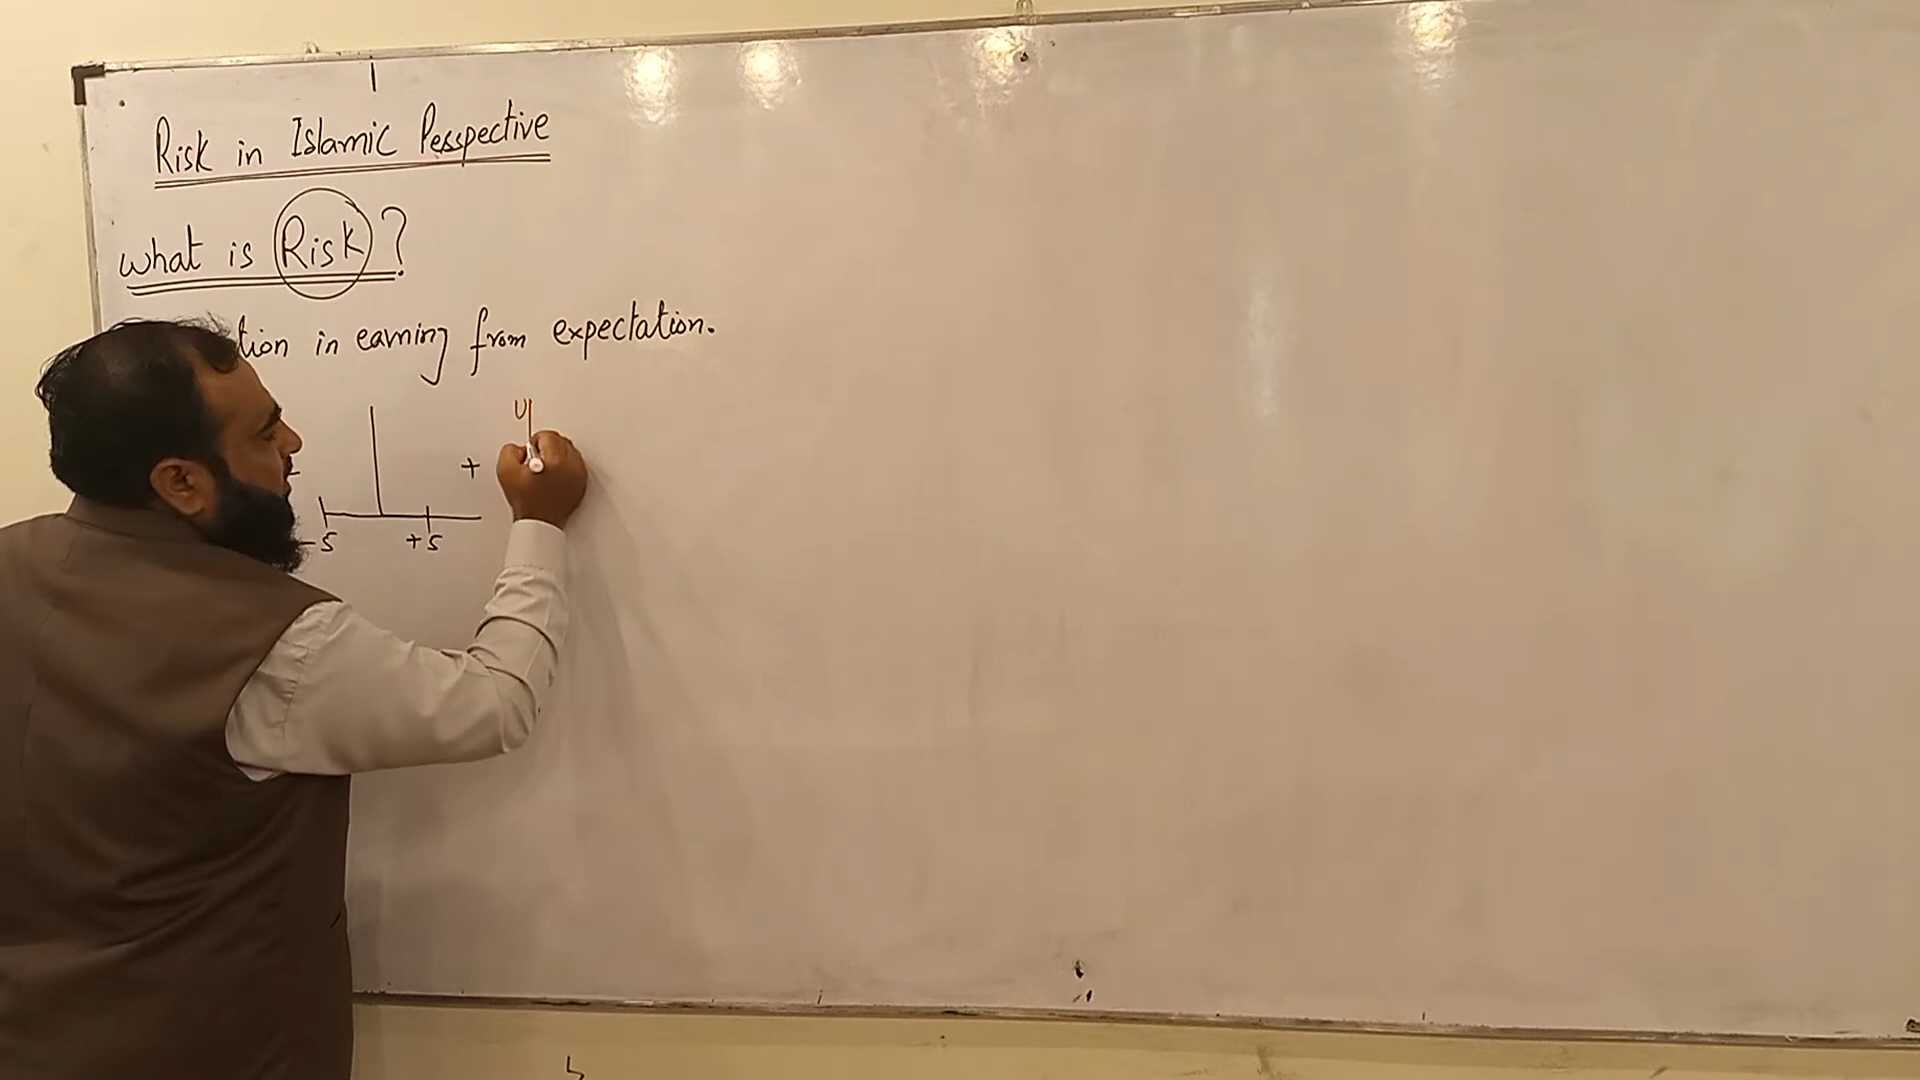 Risk in Islamic Perspective
what is Risk ?
tion in earning from expectation.
U
- +
-5 +5